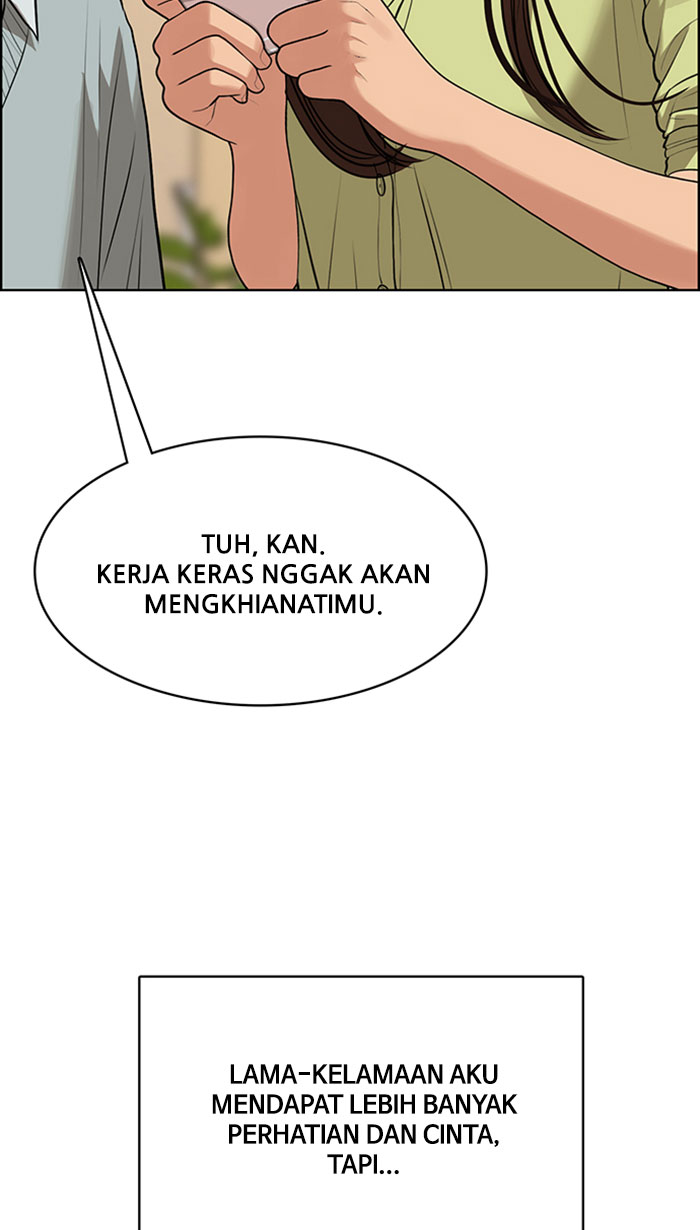 TUH, KAN.
KERJA KERAS NGGAK AKAN
MENGKHIANATIMU.
LAMA-KELAMAAN AKU
MENDAPAT LEBIH BANYAK
PERHATIAN DAN CINTA,
TAPI...